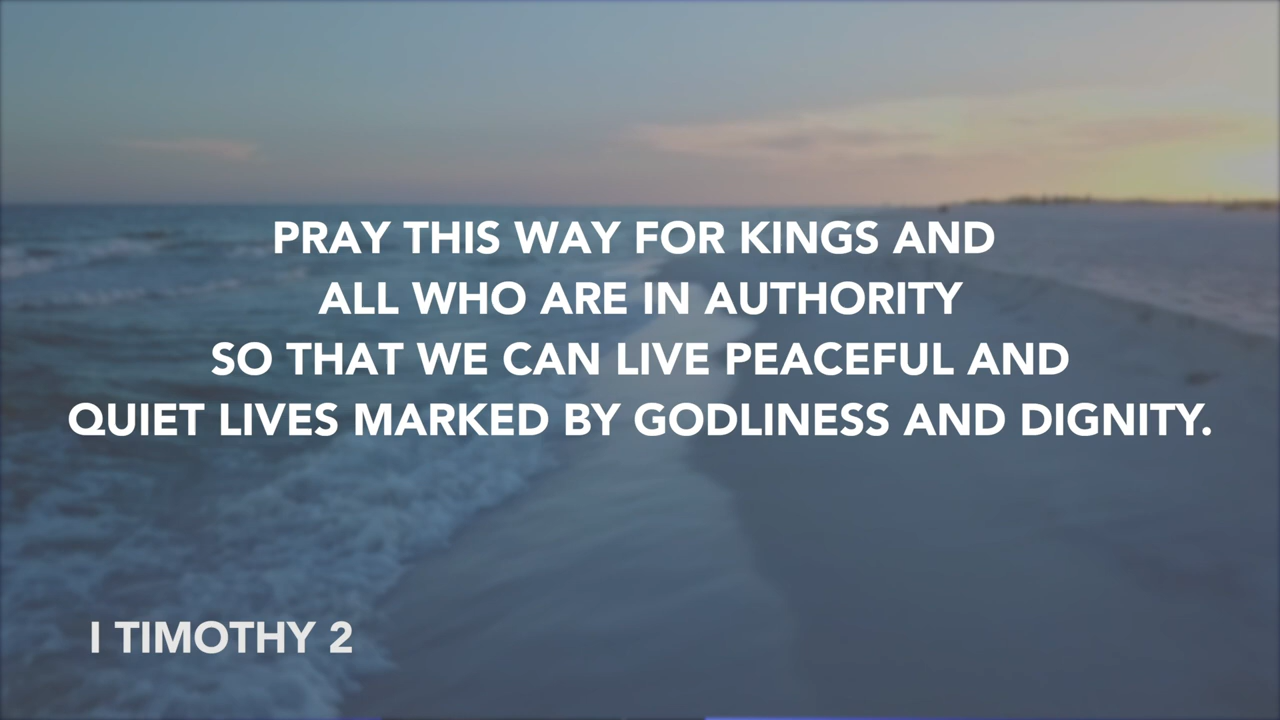 PRAY THIS WAY FOR KINGS AND
ALL WHO ARE IN AUTHORITY
SO THAT WE CAN LIVE PEACEFUL AND
QUIET LIVES MARKED BY GODLINESS AND DIGNITY.
I TIMOTHY 2